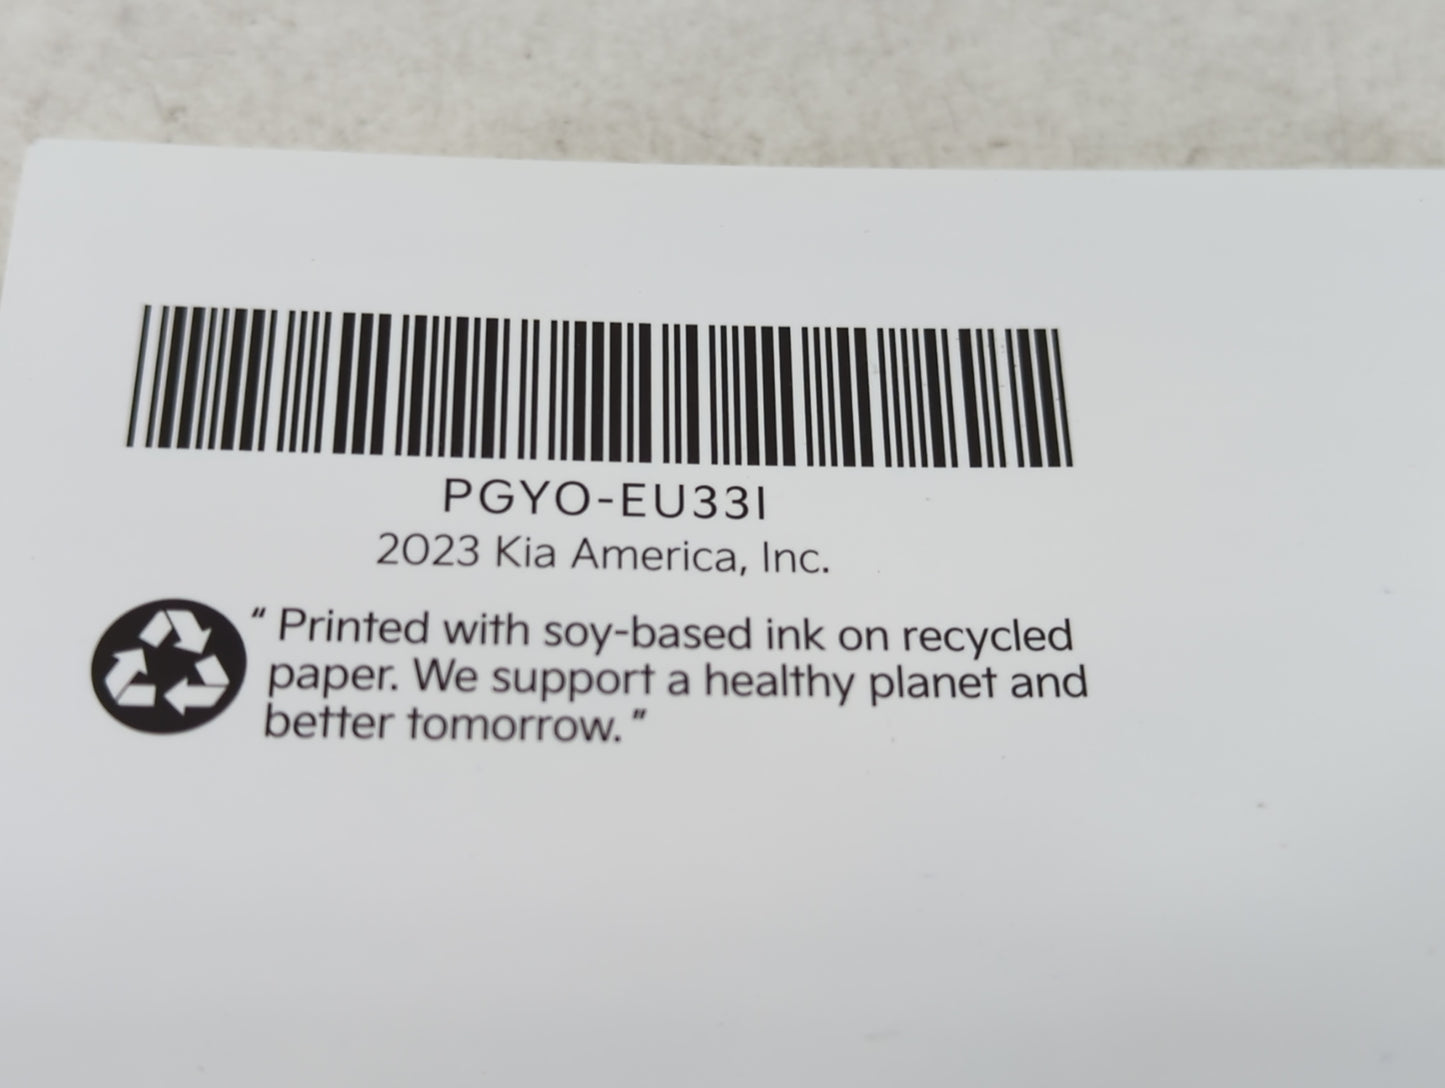 PGYO-EU33I
2023 Kia America, Inc.
" Printed with soy-based ink on recycled
paper. We support a healthy planet and
better tomorrow. "